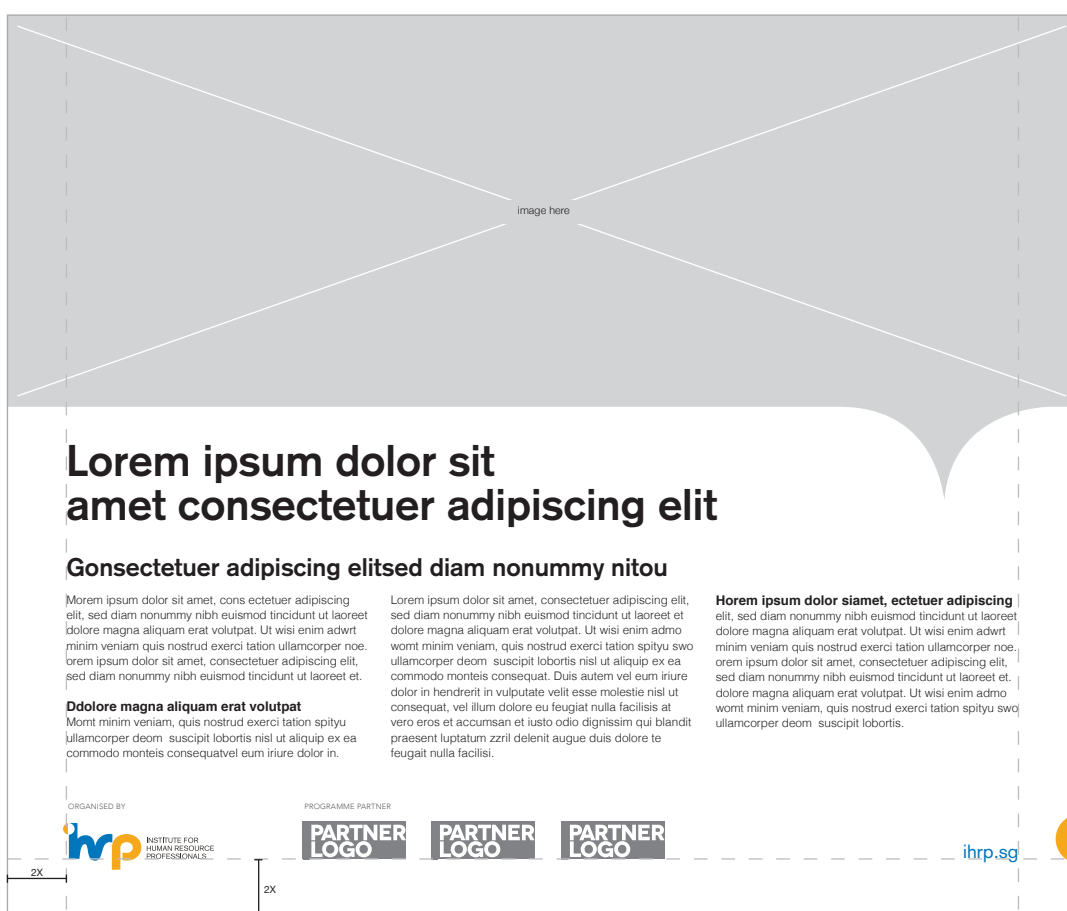 image here
Lorem ipsum dolor sit
amet consectetuer adipiscing elit
Gonsectetuer adipiscing elitsed diam nonummy nitou
Morem ipsum dolor sit amet, cons ectetuer adipiscing
elit, sed diam nonummy nibh euismod tincidunt ut laoreet
dolore magna aliquam erat volutpat. Ut wisi enim adwrt
minim veniam quis nostrud exerci tation ullamcorper noe.
orem ipsum dolor sit amet, consectetuer adipiscing elit,
sed diam nonummy nibh euismod tincidunt ut laoreet et.
Ddolore magna aliquam erat volutpat
Momt minim veniam, quis nostrud exerci tation spityu
ullamcorper deom  suscipit lobortis nisl ut aliquip ex ea
commodo monteis consequatvel eum iriure dolor in.
Lorem ipsum dolor sit amet, consectetuer adipiscing elit,
sed diam nonummy nibh euismod tincidunt ut laoreet et
dolore magna aliquam erat volutpat. Ut wisi enim admo
womt minim veniam, quis nostrud exerci tation spityu swo
ullamcorper deom  suscipit lobortis nisl ut aliquip ex ea
commodo monteis consequat. Duis autem vel eum iriure
dolor in hendrerit in vulputate velit esse molestie nisl ut
consequat, vel illum dolore eu feugiat nulla facilisis at
vero eros et accumsan et iusto odio dignissim qui blandit
praesent luptatum zzril delenit augue duis dolore te
feugait nulla facilisi.
Horem ipsum dolor siamet, ectetuer adipiscing
elit, sed diam nonummy nibh euismod tincidunt ut laoreet
dolore magna aliquam erat volutpat. Ut wisi enim adwrt
minim veniam quis nostrud exerci tation ullamcorper noe.
orem ipsum dolor sit amet, consectetuer adipiscing elit,
sed diam nonummy nibh euismod tincidunt ut laoreet et.
dolore magna aliquam erat volutpat. Ut wisi enim admo
womt minim veniam, quis nostrud exerci tation spityu swo
ullamcorper deom  suscipit lobortis.
ORGANISED BY
ihrp
INSTITUTE FOR
HUMAN RESOURCE
PROFESSIONALS
PROGRAMME PARTNER
PARTNER
LOGO
PARTNER
LOGO
PARTNER
LOGO
ihrp.sg
2X
2X